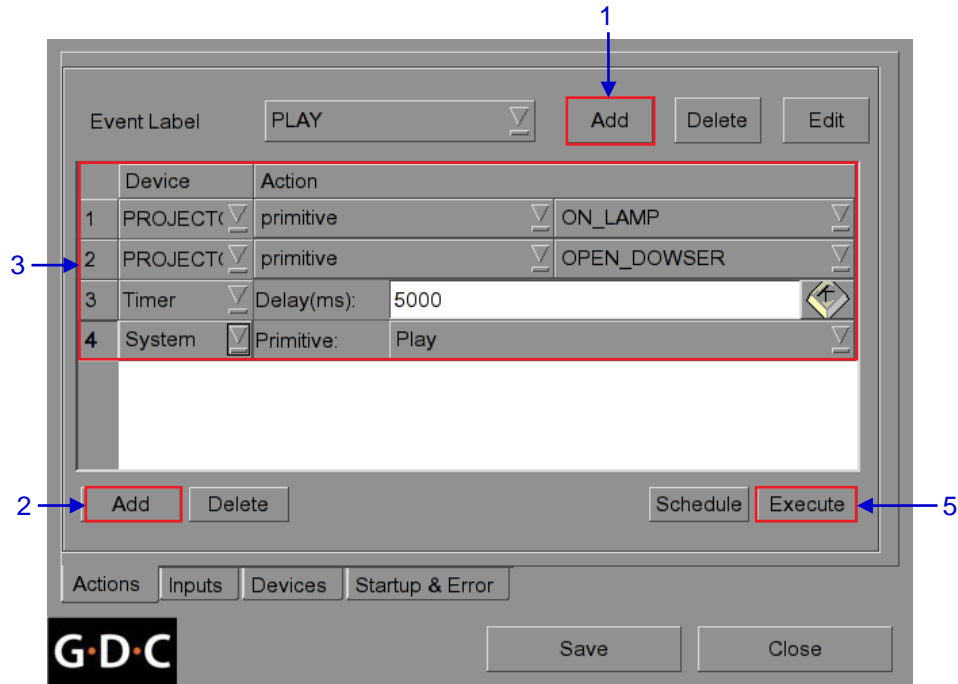 1
Event Label PLAY Add Delete Edit
Device Action
1 PROJECT( primitive ON_LAMP
3
2 PROJECT( primitive OPEN_DOWSER
3 Timer Delay(ms): 5000
4 System Primitive: Play
2 Add Delete Schedule Execute 5
Actions Inputs Devices Startup & Error
G·D·C Save Close